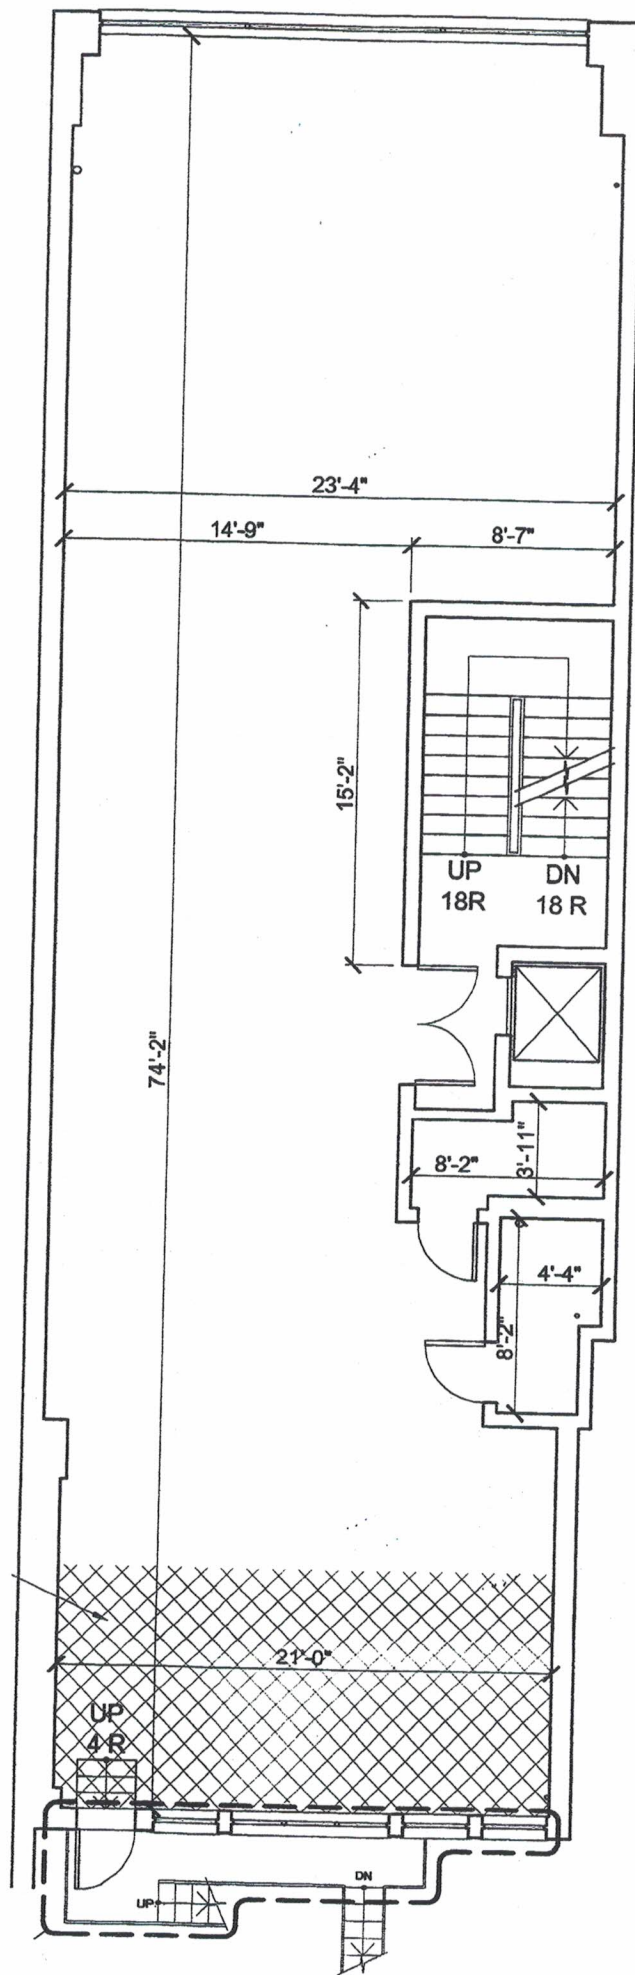 23'-4"
14'-9"
8'-7"
15'-2"
UP
18R
DN
18 R
74'-2"
3'-11"
8'-2"
4'-4"
8'-2"
21'-0"
UP
4 R
DN
UP